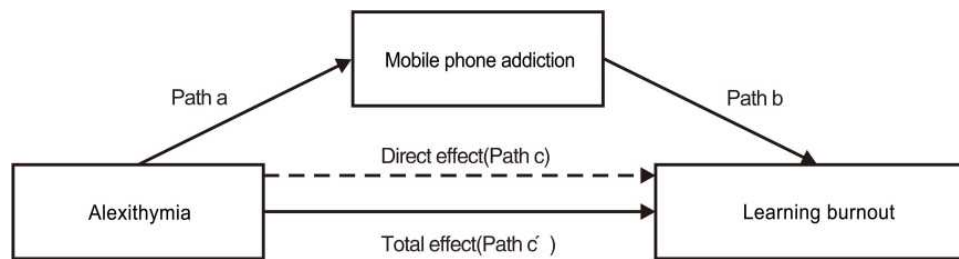 Mobile phone addiction
Path a
Path b
Direct effect(Path c)
Alexithymia
Learning burnout
Total effect(Path c´ )